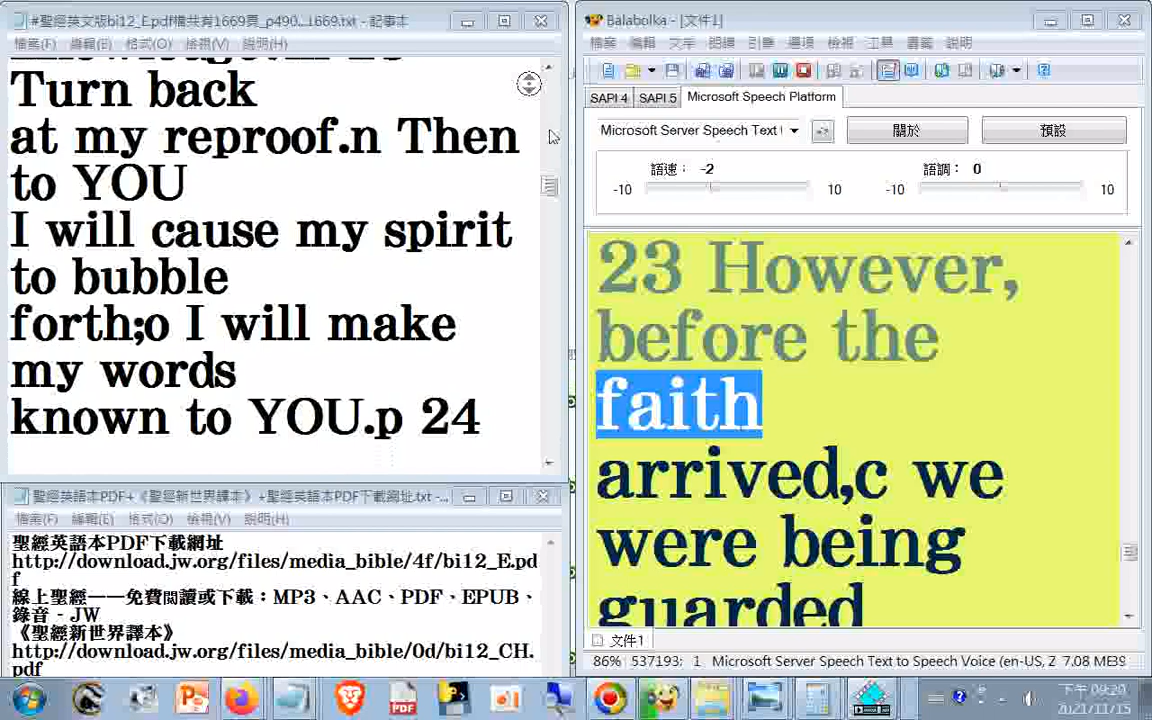 #聖經英文版bi12_E.pdf檔共有1669頁_p490...1669.txt - 記事本
檔案(F) 編輯(E) 格式(O) 檢視(V) 說明(H)
Turn back
at my reproof.n Then
to YOU
I will cause my spirit
to bubble
forth;o I will make
my words
known to YOU.p 24
聖經英語本PDF+《聖經新世界譯本》+聖經英語本PDF下載網址.txt - ...
檔案(F) 編輯(E) 格式(O) 檢視(V) 說明(H)
聖經英語本PDF下載網址
http://download.jw.org/files/media_bible/4f/bi12_E.pd
f
線上聖經——免費閱讀或下載：MP3、AAC、PDF、EPUB、
錄音 - JW
《聖經新世界譯本》
http://download.jw.org/files/media_bible/0d/bi12_CH.
pdf
Balabolka - [文件1]
檔案 編輯 文字 朗讀 引擎 選項 檢視 工具 書籤 說明
SAPI 4 SAPI 5 Microsoft Speech Platform
Microsoft Server Speech Text 關於 預設
語速： -2 語調： 0
-10 10 -10 10
23 However,
before the
faith
arrived,c we
were being
guarded
文件1
86% 537193: 1 Microsoft Server Speech Text to Speech Voice (en-US, Z 7.08 MB
下午 09:20
2021/11/15